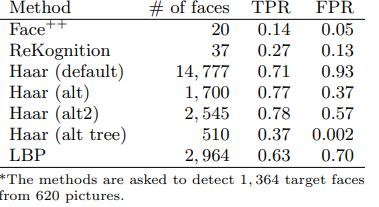 Method # of faces TPR FPR
Face++ 20 0.14 0.05
ReKognition 37 0.27 0.13
Haar (default) 14,777 0.71 0.93
Haar (alt) 1,700 0.77 0.37
Haar (alt2) 2,545 0.78 0.57
Haar (alt tree) 510 0.37 0.002
LBP 2,964 0.63 0.70
*The methods are asked to detect 1,364 target faces
from 620 pictures.